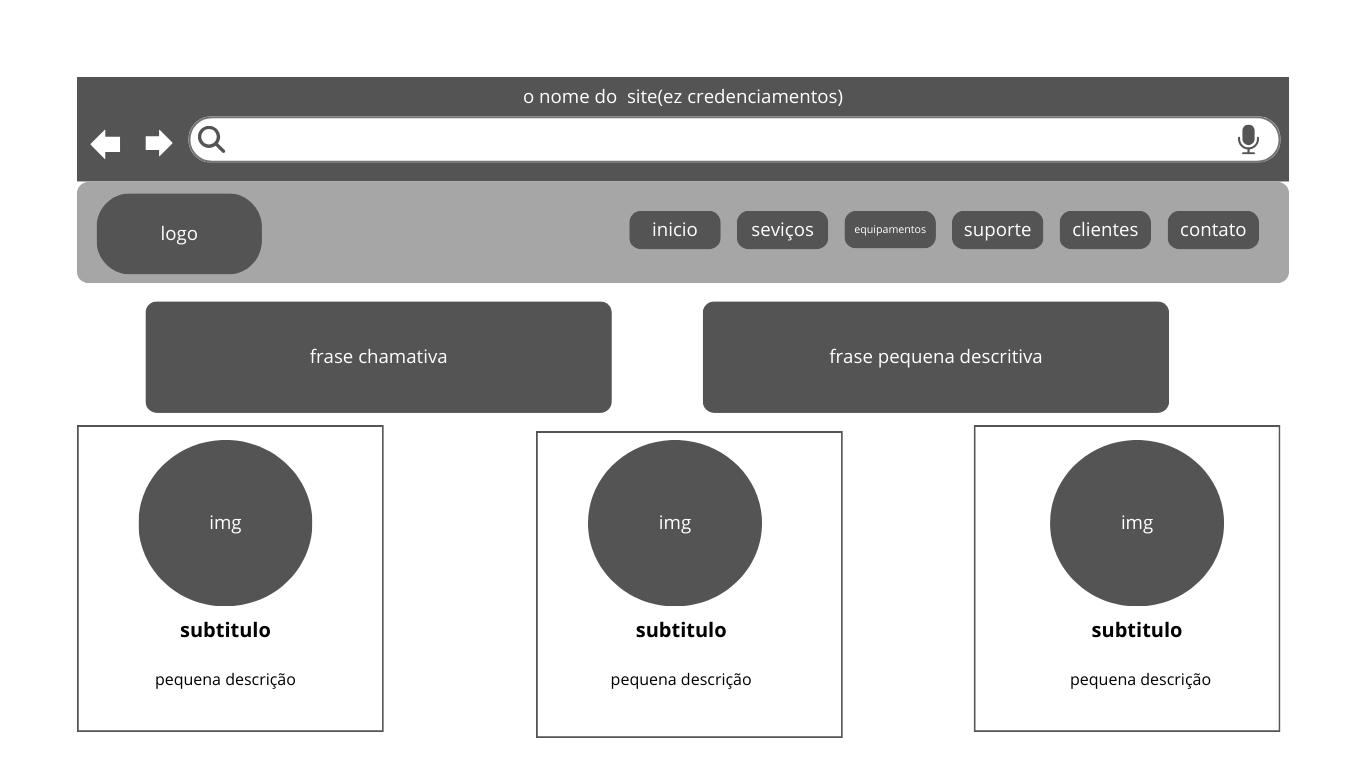 o nome do  site(ez credenciamentos)
logo
inicio
seviços
equipamentos
suporte
clientes
contato
frase chamativa
frase pequena descritiva
img
img
img
subtitulo
subtitulo
subtitulo
pequena descrição
pequena descrição
pequena descrição